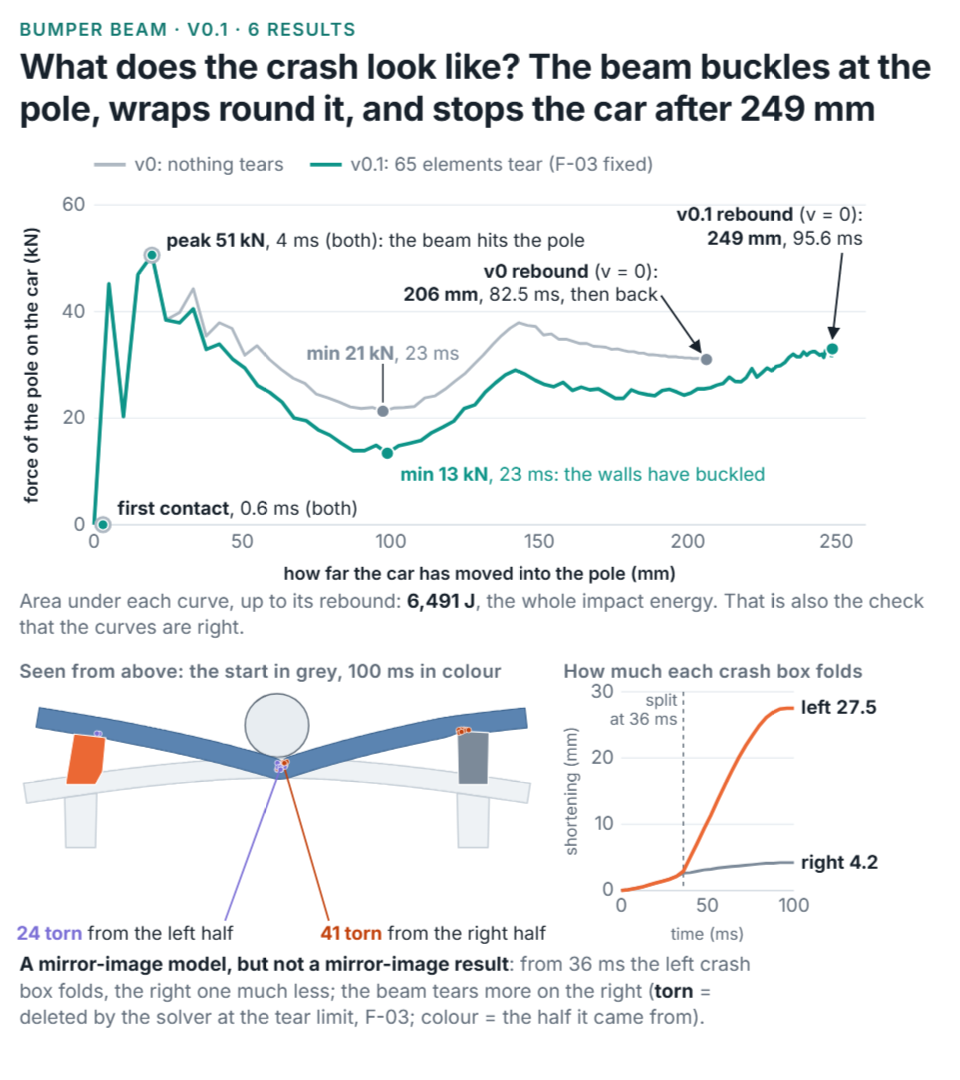 BUMPER BEAM · V0.1 · 6 RESULTS
What does the crash look like? The beam buckles at the
pole, wraps round it, and stops the car after 249 mm
v0: nothing tears
v0.1: 65 elements tear (F-03 fixed)
force of the pole on the car (kN)
60
40
20
0
v0.1 rebound (v = 0):
249 mm, 95.6 ms
peak 51 kN, 4 ms (both): the beam hits the pole
v0 rebound (v = 0):
206 mm, 82.5 ms, then back
min 21 kN, 23 ms
min 13 kN, 23 ms: the walls have buckled
first contact, 0.6 ms (both)
0
50
100
150
200
250
how far the car has moved into the pole (mm)
Area under each curve, up to its rebound: 6,491 J, the whole impact energy. That is also the check
that the curves are right.
Seen from above: the start in grey, 100 ms in colour
24 torn from the left half
41 torn from the right half
How much each crash box folds
shortening (mm)
30
20
10
0
split
at 36 ms
left 27.5
right 4.2
0
50
100
time (ms)
A mirror-image model, but not a mirror-image result: from 36 ms the left crash
box folds, the right one much less; the beam tears more on the right (torn =
deleted by the solver at the tear limit, F-03; colour = the half it came from).